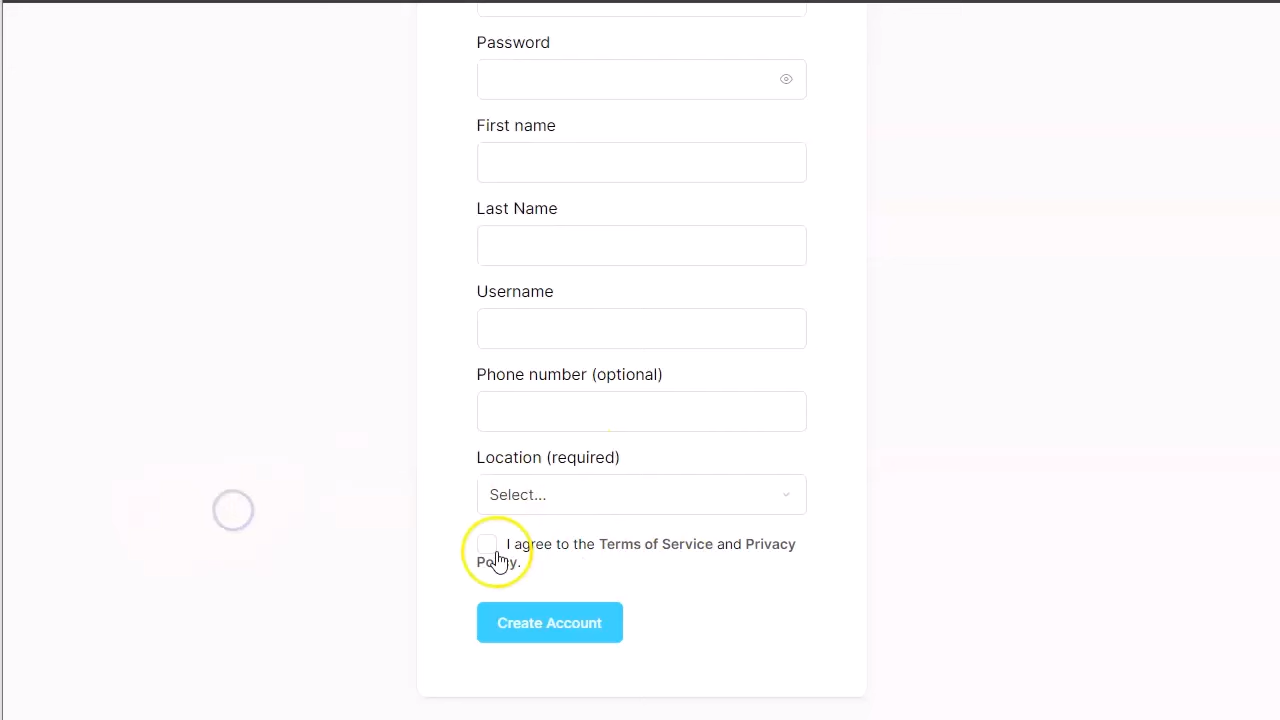 Password
First name
Last Name
Username
Phone number (optional)
Location (required)
Select...
I agree to the Terms of Service and Privacy
Policy.
Create Account